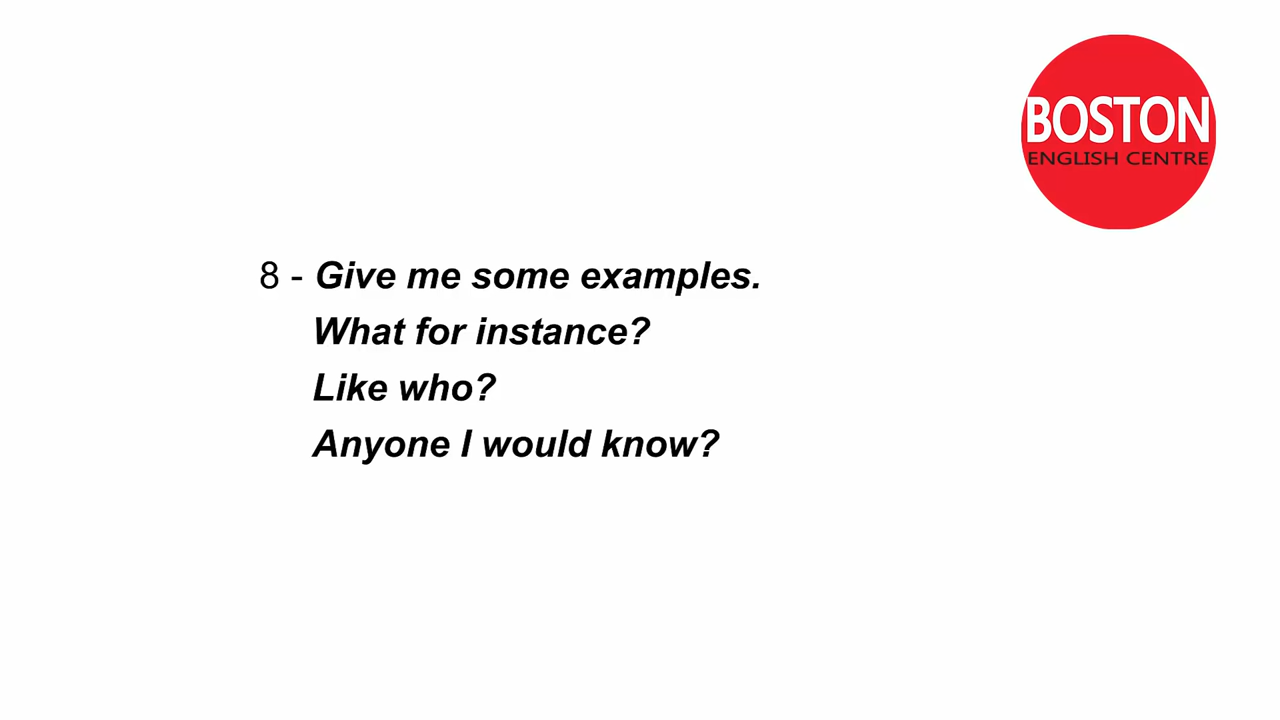 BOSTON
ENGLISH CENTRE
8 - Give me some examples.
What for instance?
Like who?
Anyone I would know?